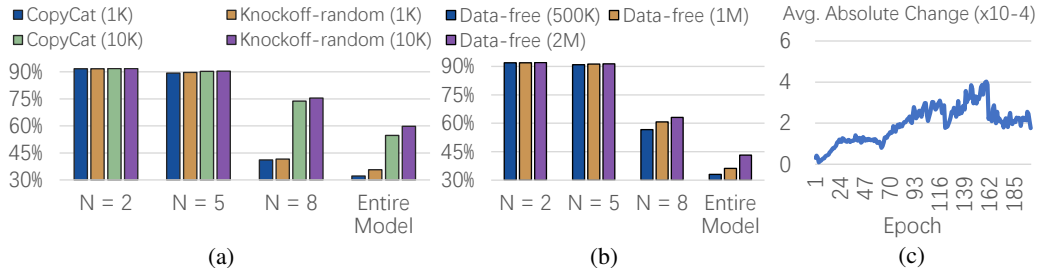 CopyCat (1K) Knockoff-random (1K)
CopyCat (10K) Knockoff-random (10K)
90%
75%
60%
45%
30%
N = 2 N = 5 N = 8 Entire
Model
(a)
Data-free (500K) Data-free (1M)
Data-free (2M)
90%
75%
60%
45%
30%
N = 2 N = 5 N = 8 Entire
Model
(b)
Avg. Absolute Change (x10-4)
6
4
2
0
1 24 47 70 93 116 139 162 185
Epoch
(c)